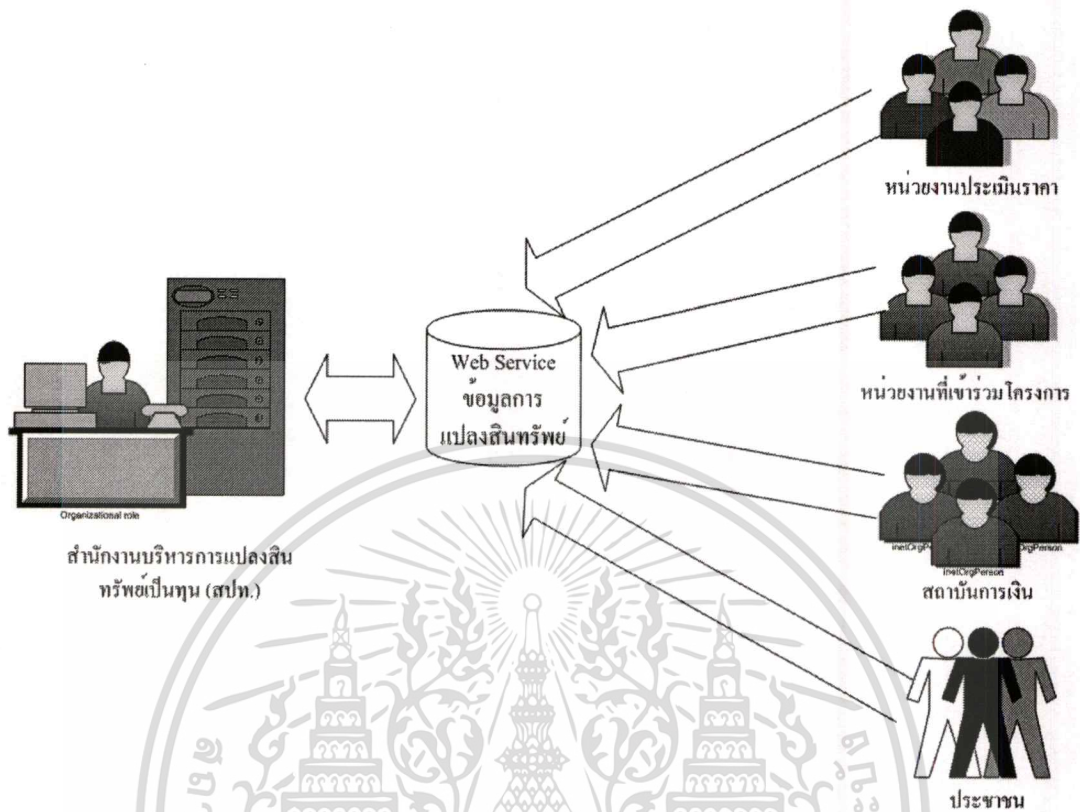 หน่วยงานประเมินราคา
หน่วยงานที่เข้าร่วมโครงการ
Web Service
ข้อมูลการ
แปลงสินทรัพย์
Organizational role
สำนักงานบริหารการแปลงสิน
ทรัพย์เป็นทุน (สปท.)
InetOrgPerson
สถาบันการเงิน
ประชาชน